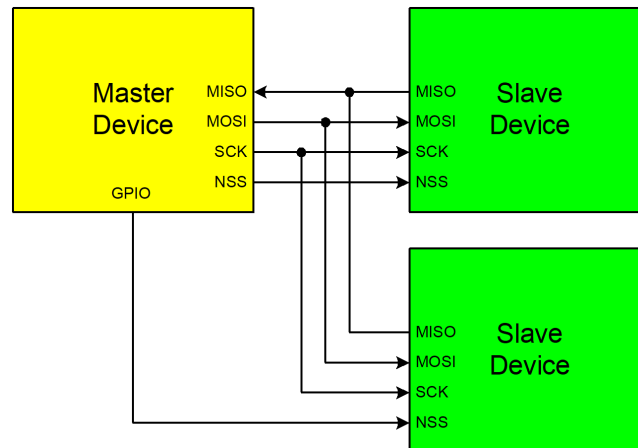 Master
Device
MISO
MOSI
SCK
NSS
GPIO
MISO
MOSI
SCK
NSS
Slave
Device
MISO
MOSI
SCK
NSS
Slave
Device